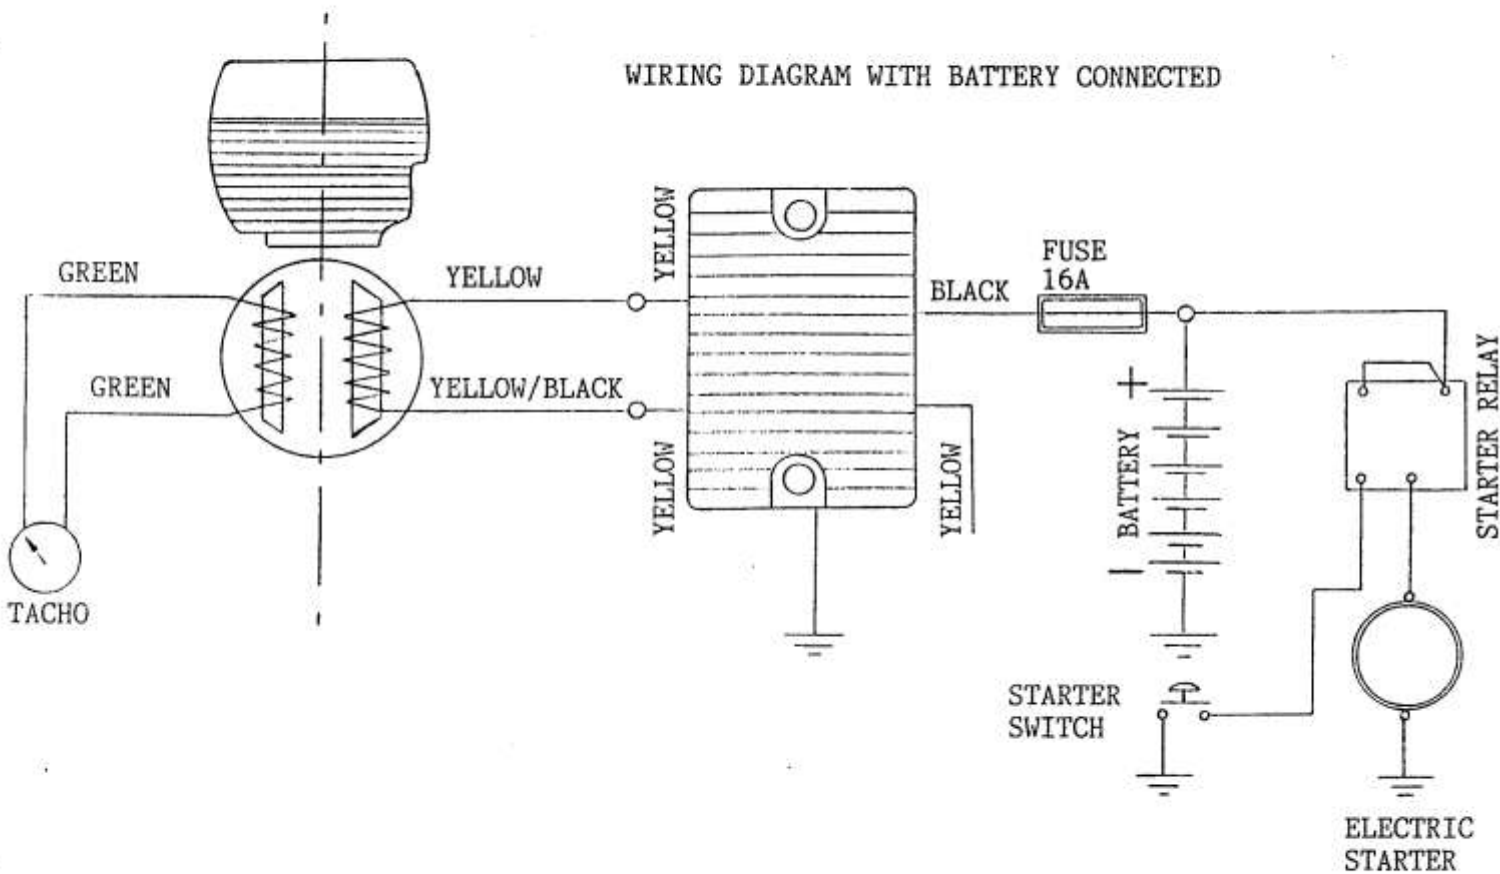 WIRING DIAGRAM WITH BATTERY CONNECTED
GREEN
YELLOW
YELLOW
GREEN
YELLOW/BLACK
YELLOW
BLACK
FUSE
16A
YELLOW
+
BATTERY
−
STARTER RELAY
TACHO
STARTER
SWITCH
ELECTRIC
STARTER